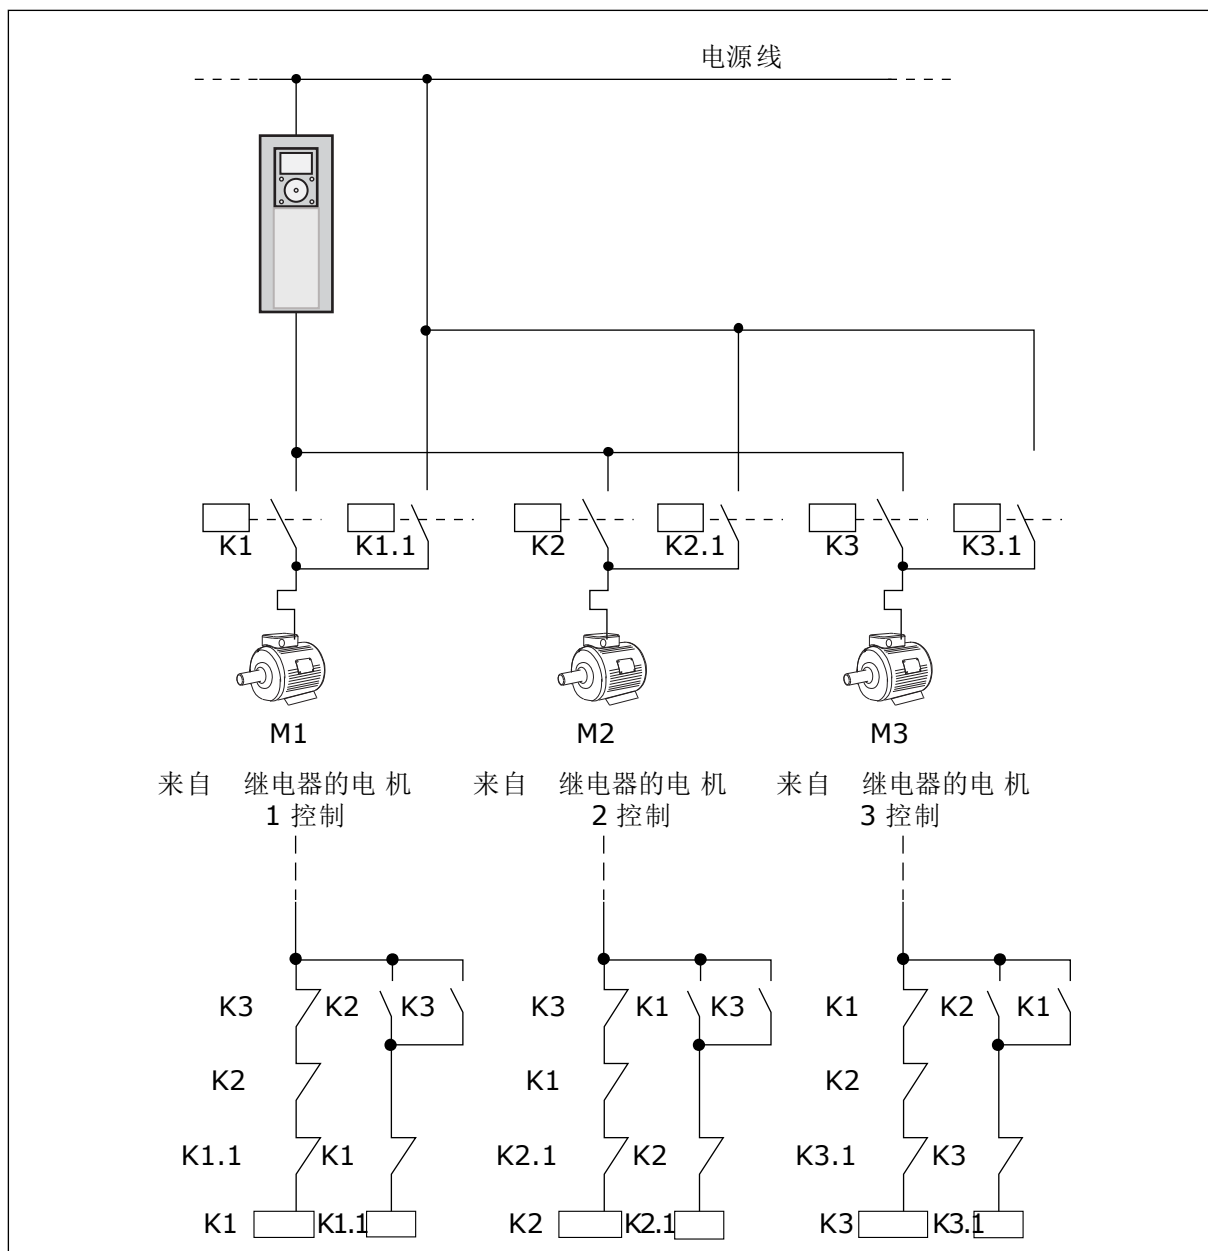 电源线
K1 K1.1 K2 K2.1 K3 K3.1
M1 M2 M3
来自 继电器的电 机 来自 继电器的电 机 来自 继电器的电 机
1 控制 2 控制 3 控制
K3 K2 K3 K3 K1 K3 K1 K2 K1
K2 K1 K2
K1.1 K1 K2.1 K2 K3.1 K3
K1 K1.1 K2 K2.1 K3 K3.1